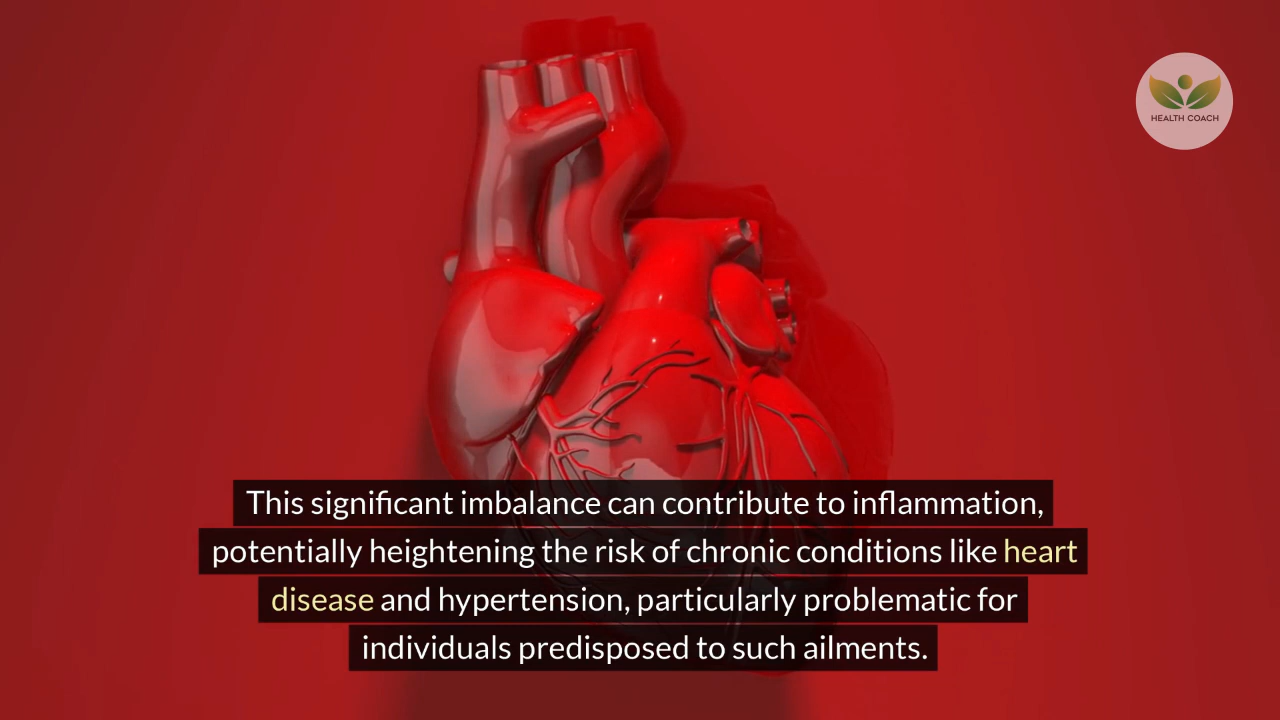 HEALTH COACH
This significant imbalance can contribute to inflammation,
potentially heightening the risk of chronic conditions like heart
disease and hypertension, particularly problematic for
individuals predisposed to such ailments.